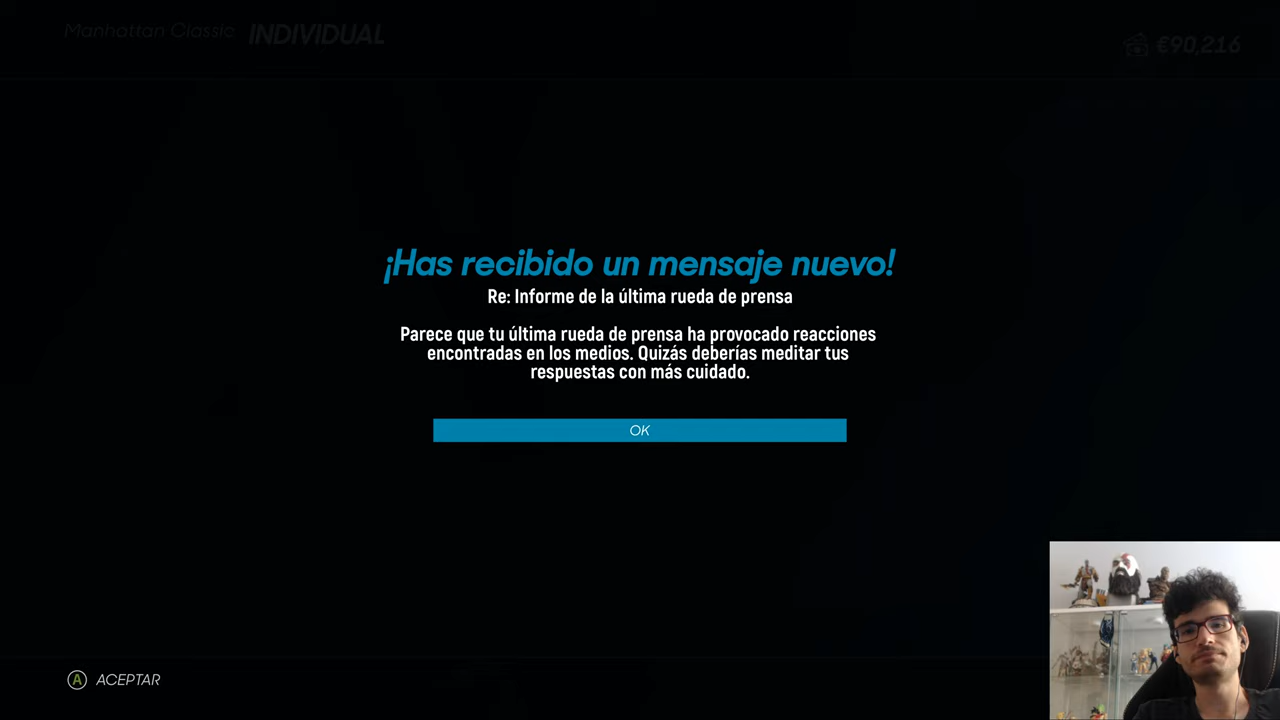 Manhattan Classic INDIVIDUAL
€90,216
¡Has recibido un mensaje nuevo!
Re: Informe de la última rueda de prensa
Parece que tu última rueda de prensa ha provocado reacciones
encontradas en los medios. Quizás deberías meditar tus
respuestas con más cuidado.
OK
A ACEPTAR